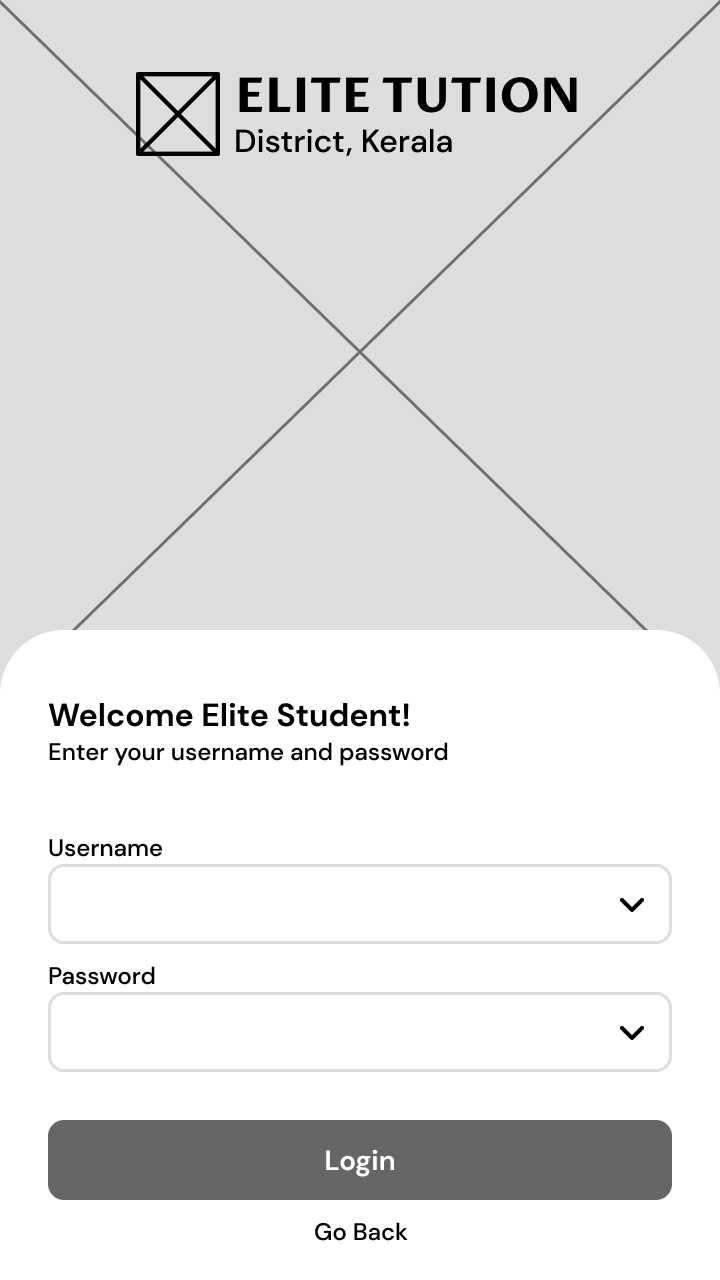 ELITE TUTION
District, Kerala
Welcome Elite Student!
Enter your username and password
Username
Password
Login
Go Back